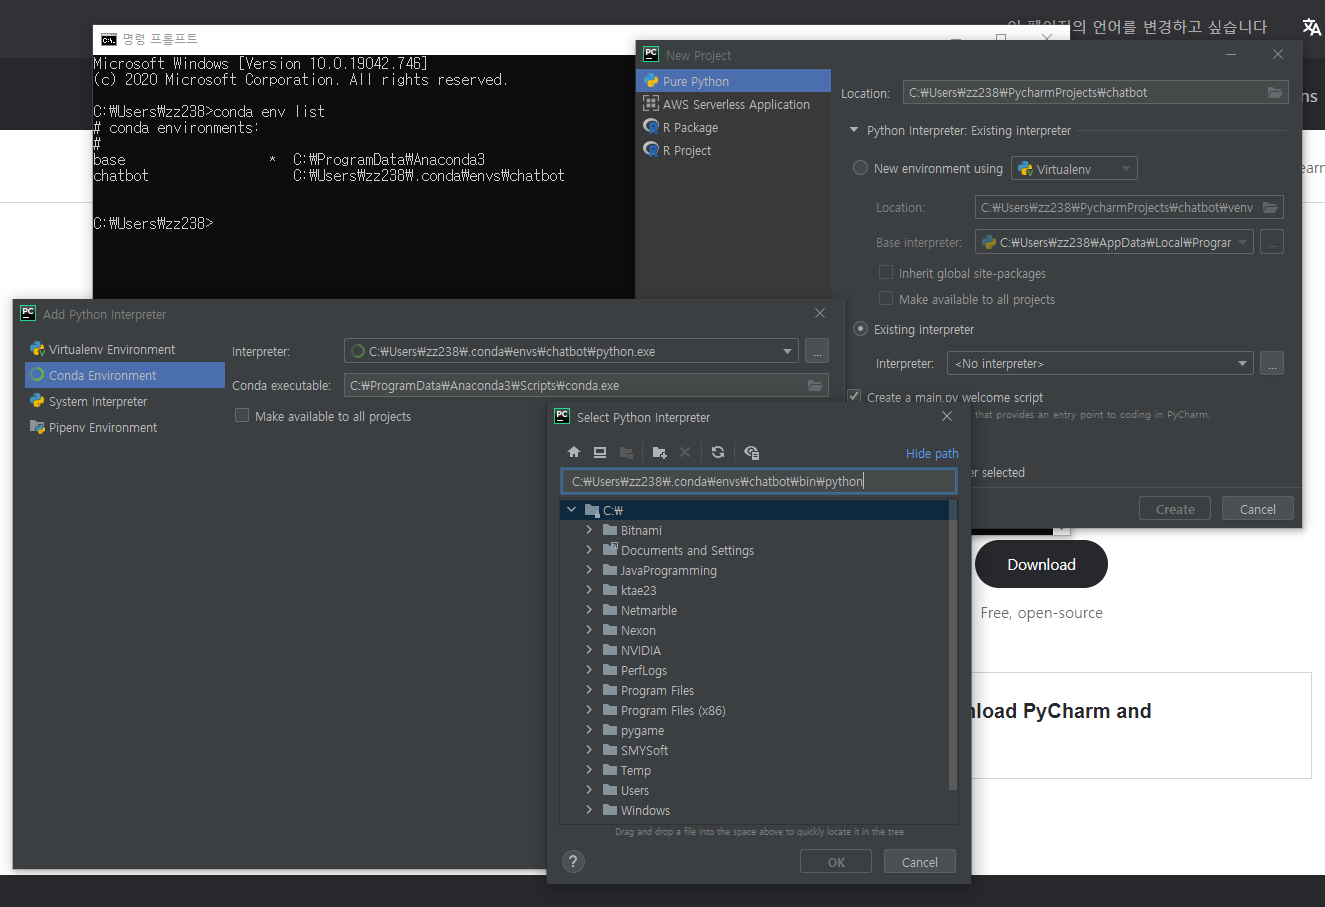 이 페이지의 언어를 변경하고 싶습니다
명령 프롬프트
Microsoft Windows [Version 10.0.19042.746]
(c) 2020 Microsoft Corporation. All rights reserved.
C:\Users\zz238>conda env list
# conda environments:
#
base * C:\ProgramData\Anaconda3
chatbot C:\Users\zz238\.conda\envs\chatbot
C:\Users\zz238>
New Project
Pure Python
AWS Serverless Application
R Package
R Project
Location: C:\Users\zz238\PycharmProjects\chatbot
Python Interpreter: Existing interpreter
New environment using Virtualenv
Location: C:\Users\zz238\PycharmProjects\chatbot\venv
Base interpreter: C:\Users\zz238\AppData\Local\Prograr ...
Inherit global site-packages
Make available to all projects
Existing interpreter
Interpreter: <No interpreter> ...
Create a main.py welcome script
that provides an entry point to coding in PyCharm.
er selected
Create Cancel
Add Python Interpreter
Virtualenv Environment
Conda Environment
System Interpreter
Pipenv Environment
Interpreter: C:\Users\zz238\.conda\envs\chatbot\python.exe ...
Conda executable: C:\ProgramData\Anaconda3\Scripts\conda.exe
Make available to all projects
Select Python Interpreter
Hide path
C:\Users\zz238\.conda\envs\chatbot\bin\python
C:\
Bitnami
Documents and Settings
JavaProgramming
ktae23
Netmarble
Nexon
NVIDIA
PerfLogs
Program Files
Program Files (x86)
pygame
SMYSoft
Temp
Users
Windows
Drag and drop a file into the space above to quickly locate it in the tree
? OK Cancel
ns
earn
Download
Free, open-source
nload PyCharm and